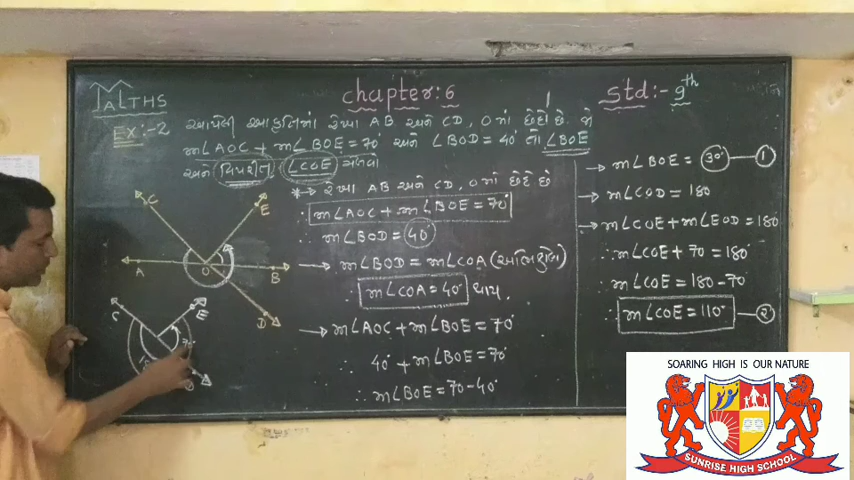 MATHS
chapter:6
Std:- 9th
Ex:-2
આપેલી આકૃતિમાં રેખા AB અને CD, O માં છેદે છે. જો
m∠AOC + m∠BOE = 70° અને ∠BOD = 40° તો ∠BOE
અને વિપરીત ∠COE મેળવો
* → રેખા AB અને CD, O માં છેદે છે
∴ m∠AOC + m∠BOE = 70°
∴ m∠BOD = 40°
→ m∠BOD = m∠COA (અભિકોણ)
∴ m∠COA = 40° થાય.
→ m∠AOC + m∠BOE = 70°
∴ 40° + m∠BOE = 70°
∴ m∠BOE = 70 - 40°
→ m∠BOE = 30° — 1
→ m∠COD = 180
→ m∠COE + m∠EOD = 180
∴ m∠COE + 70 = 180°
∴ m∠COE = 180 - 70
∴ m∠COE = 110° — 2
C
E
A
O
B
D
C
E
70°
SOARING HIGH IS OUR NATURE
SUNRISE HIGH SCHOOL